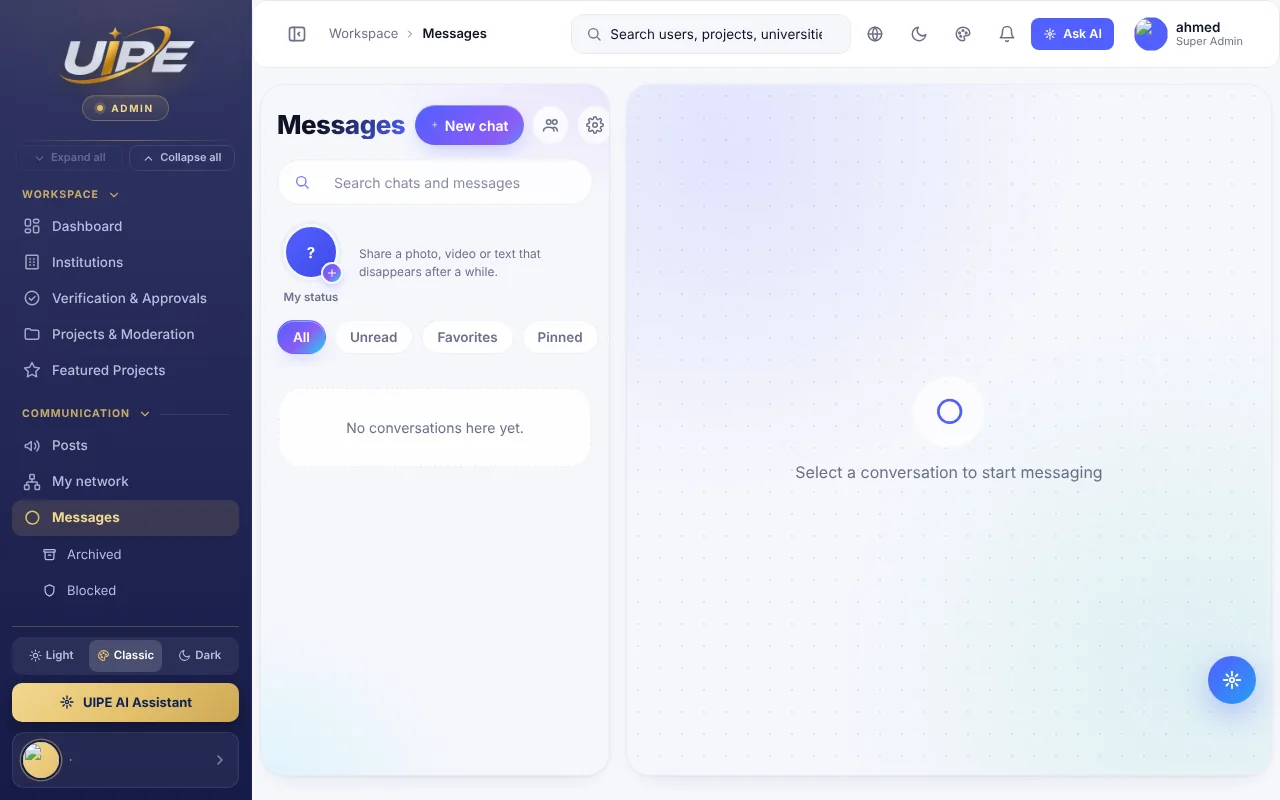 UIPE
ADMIN
Expand all
Collapse all
WORKSPACE
Dashboard
Institutions
Verification & Approvals
Projects & Moderation
Featured Projects
COMMUNICATION
Posts
My network
Messages
Archived
Blocked
Light
Classic
Dark
UIPE AI Assistant
Workspace
Messages
Search users, projects, universitie
Ask AI
ahmed
Super Admin
Messages
New chat
Search chats and messages
?
Share a photo, video or text that
disappears after a while.
My status
All
Unread
Favorites
Pinned
No conversations here yet.
Select a conversation to start messaging